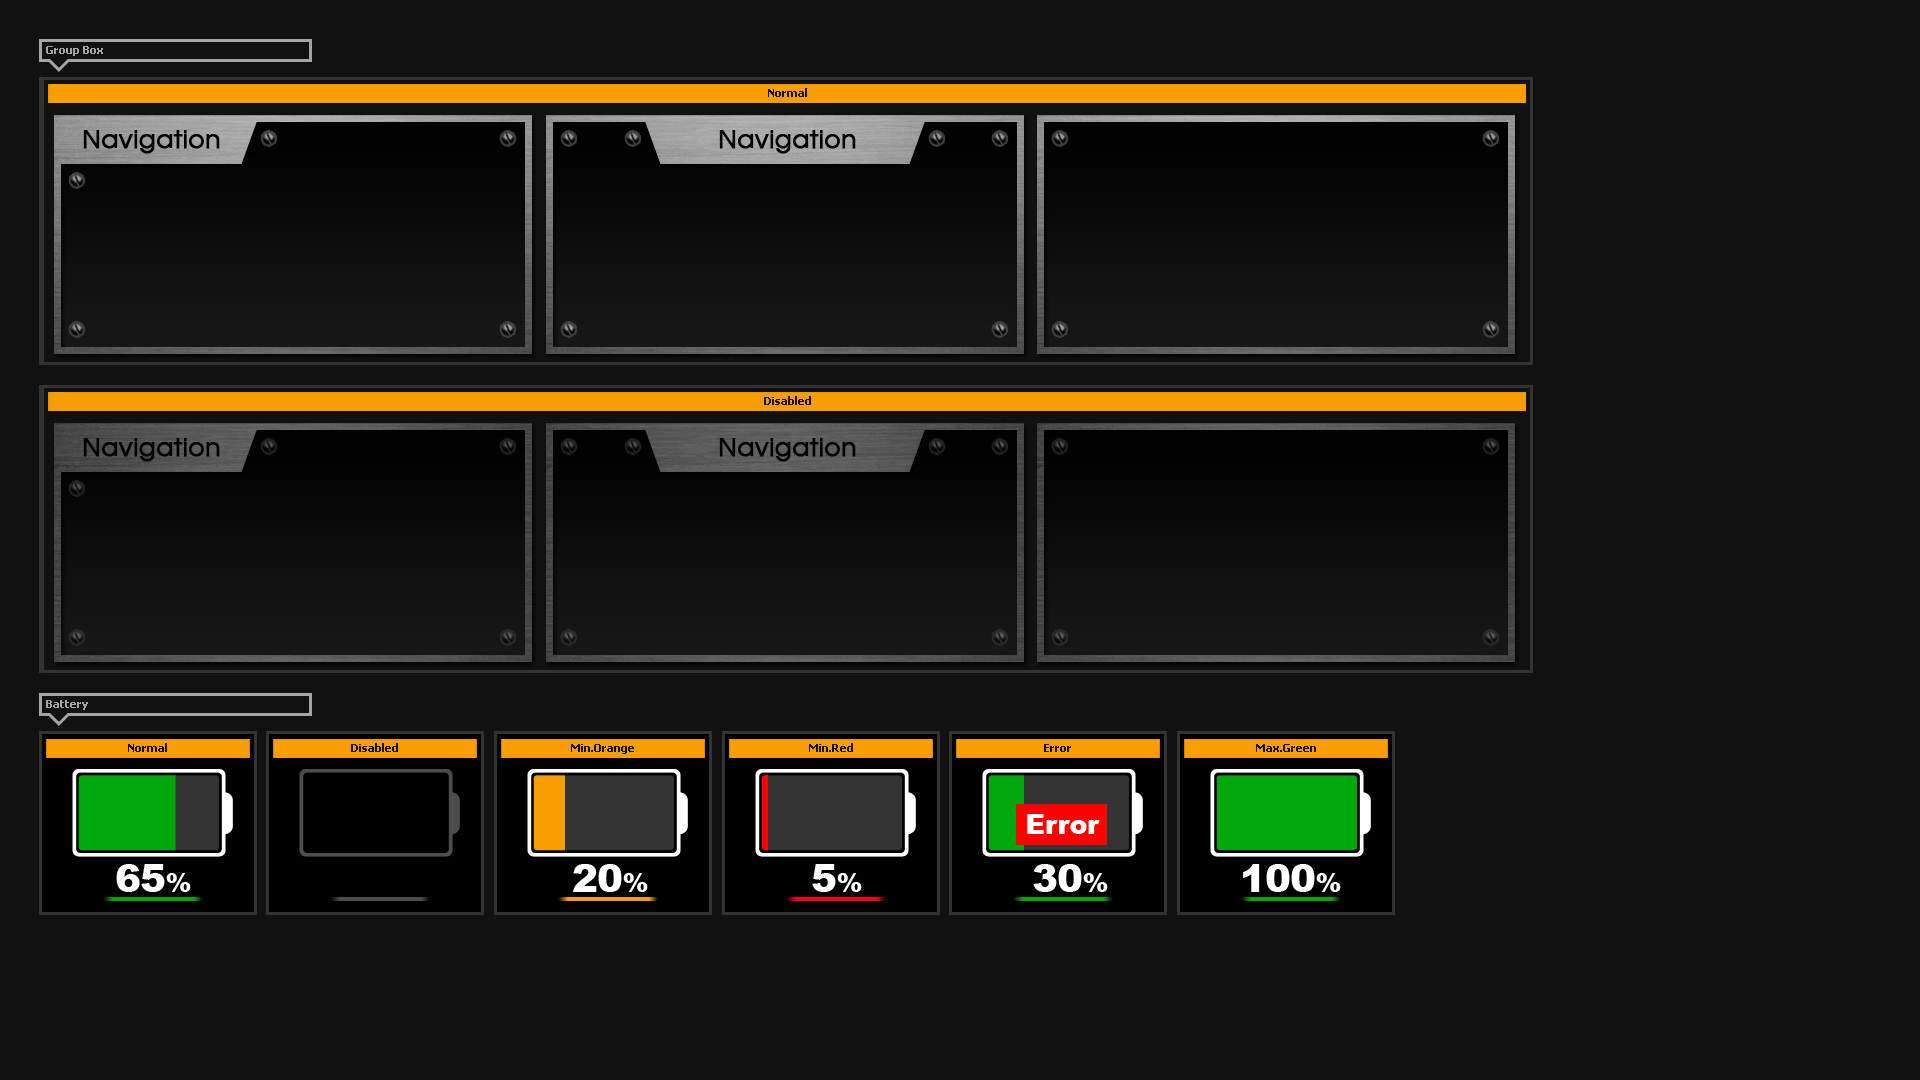 Group Box
Normal
Navigation
Navigation
Disabled
Navigation
Navigation
Battery
Normal
Disabled
Min.Orange
Min.Red
Error
Max.Green
Error
65%
20%
5%
30%
100%